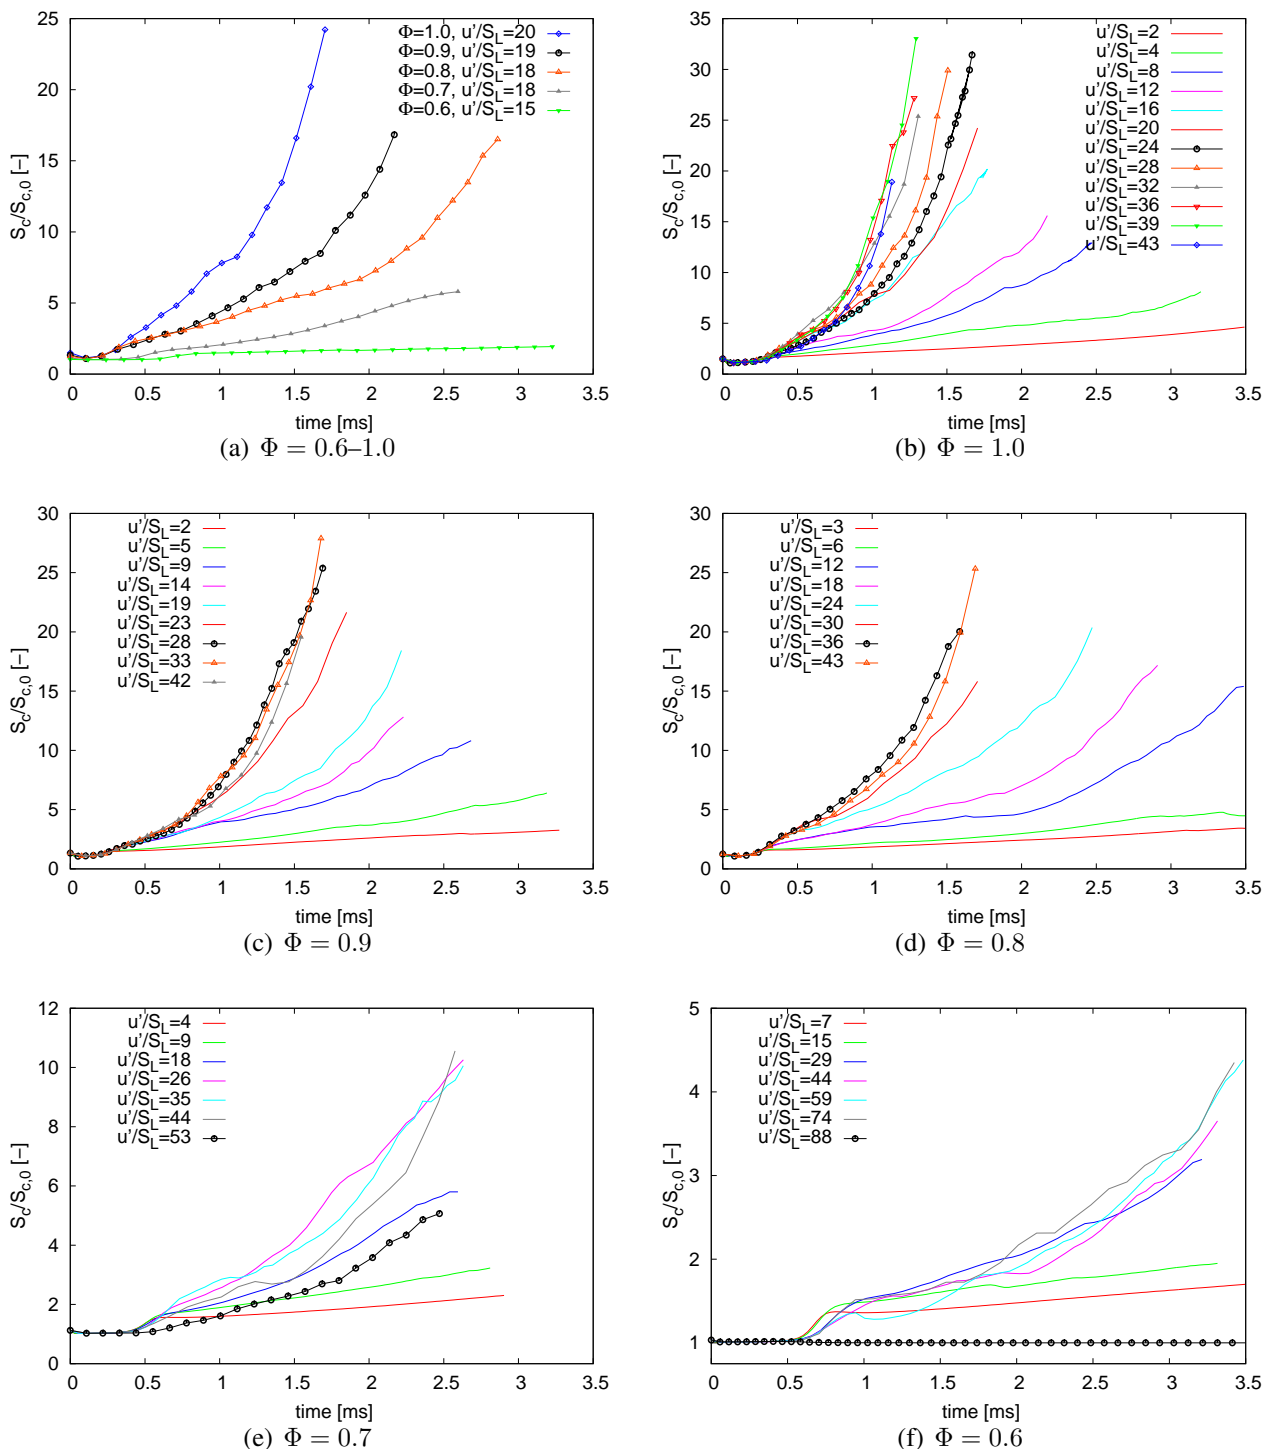 25
20
15
10
5
0
S_c/S_{c,0} [–]
Φ=1.0, u'/S_L=20
Φ=0.9, u'/S_L=19
Φ=0.8, u'/S_L=18
Φ=0.7, u'/S_L=18
Φ=0.6, u'/S_L=15
0 0.5 1 1.5 2 2.5 3 3.5
time [ms]
(a) Φ = 0.6–1.0
35
30
25
20
15
10
5
0
S_c/S_{c,0} [–]
u'/S_L=2
u'/S_L=4
u'/S_L=8
u'/S_L=12
u'/S_L=16
u'/S_L=20
u'/S_L=24
u'/S_L=28
u'/S_L=32
u'/S_L=36
u'/S_L=39
u'/S_L=43
0 0.5 1 1.5 2 2.5 3 3.5
time [ms]
(b) Φ = 1.0
30
25
20
15
10
5
0
S_c/S_{c,0} [–]
u'/S_L=2
u'/S_L=5
u'/S_L=9
u'/S_L=14
u'/S_L=19
u'/S_L=23
u'/S_L=28
u'/S_L=33
u'/S_L=42
0 0.5 1 1.5 2 2.5 3 3.5
time [ms]
(c) Φ = 0.9
30
25
20
15
10
5
0
S_c/S_{c,0} [–]
u'/S_L=3
u'/S_L=6
u'/S_L=12
u'/S_L=18
u'/S_L=24
u'/S_L=30
u'/S_L=36
u'/S_L=43
0 0.5 1 1.5 2 2.5 3 3.5
time [ms]
(d) Φ = 0.8
12
10
8
6
4
2
0
S_c/S_{c,0} [–]
u'/S_L=4
u'/S_L=9
u'/S_L=18
u'/S_L=26
u'/S_L=35
u'/S_L=44
u'/S_L=53
0 0.5 1 1.5 2 2.5 3 3.5
time [ms]
(e) Φ = 0.7
5
4
3
2
1
S_c/S_{c,0} [–]
u'/S_L=7
u'/S_L=15
u'/S_L=29
u'/S_L=44
u'/S_L=59
u'/S_L=74
u'/S_L=88
0 0.5 1 1.5 2 2.5 3 3.5
time [ms]
(f) Φ = 0.6